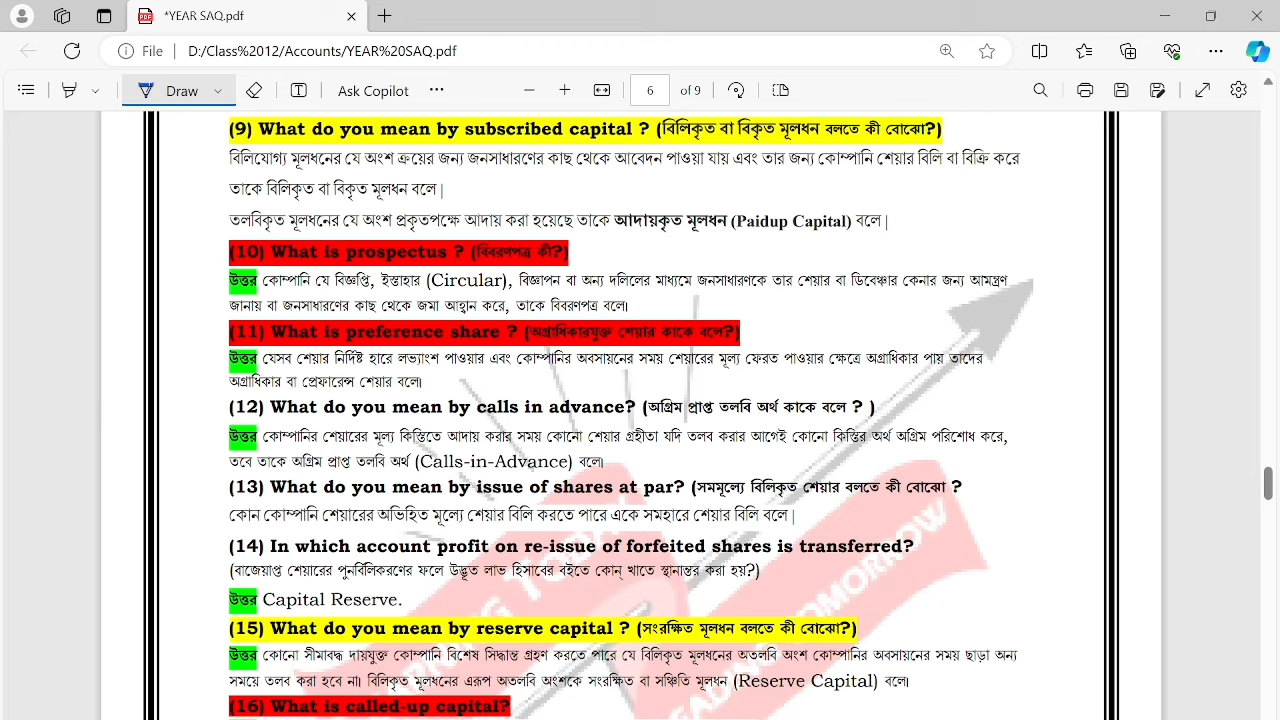 *YEAR SAQ.pdf
File | D:/Class%2012/Accounts/YEAR%20SAQ.pdf
Draw Ask Copilot 6 of 9
(9) What do you mean by subscribed capital ? (বিলিকৃত বা বিকৃত মূলধন বলতে কী বোঝো?)
বিলিযোগ্য মূলধনের যে অংশ ক্রয়ের জন্য জনসাধারণের কাছ থেকে আবেদন পাওয়া যায় এবং তার জন্য কোম্পানি শেয়ার বিলি বা বিক্রি করে
তাকে বিলিকৃত বা বিকৃত মূলধন বলে |
তলবিকৃত মূলধনের যে অংশ প্রকৃতপক্ষে আদায় করা হয়েছে তাকে আদায়কৃত মূলধন (Paidup Capital) বলে |
(10) What is prospectus ? (বিবরণপত্র কী?)
উত্তর কোম্পানি যে বিজ্ঞপ্তি, ইস্তাহার (Circular), বিজ্ঞাপন বা অন্য দলিলের মাধ্যমে জনসাধারণকে তার শেয়ার বা ডিবেঞ্চার কেনার জন্য আমন্ত্রণ
জানায় বা জনসাধারণের কাছ থেকে জমা আহ্বান করে, তাকে বিবরণপত্র বলে।
(11) What is preference share ? (অগ্রাধিকারযুক্ত শেয়ার কাকে বলে?)
উত্তর যেসব শেয়ার নির্দিষ্ট হারে লভ্যাংশ পাওয়ার এবং কোম্পানির অবসায়নের সময় শেয়ারের মূল্য ফেরত পাওয়ার ক্ষেত্রে অগ্রাধিকার পায় তাদের
অগ্রাধিকার বা প্রেফারেন্স শেয়ার বলে।
(12) What do you mean by calls in advance? (অগ্রিম প্রাপ্ত তলবি অর্থ কাকে বলে ? )
উত্তর কোম্পানির শেয়ারের মূল্য কিস্তিতে আদায় করার সময় কোনো শেয়ার গ্রহীতা যদি তলব করার আগেই কোনো কিস্তির অর্থ অগ্রিম পরিশোধ করে,
তবে তাকে অগ্রিম প্রাপ্ত তলবি অর্থ (Calls-in-Advance) বলে।
(13) What do you mean by issue of shares at par? (সমমূল্যে বিলিকৃত শেয়ার বলতে কী বোঝো ?
কোন কোম্পানি শেয়ারের অভিহিত মূল্যে শেয়ার বিলি করতে পারে একে সমহারে শেয়ার বিলি বলে |
(14) In which account profit on re-issue of forfeited shares is transferred?
(বাজেয়াপ্ত শেয়ারের পুনর্বিলিকরণের ফলে উদ্ভূত লাভ হিসাবের বইতে কোন্ খাতে স্থানান্তর করা হয়?)
উত্তর Capital Reserve.
(15) What do you mean by reserve capital ? (সংরক্ষিত মূলধন বলতে কী বোঝো?)
উত্তর কোনো সীমাবদ্ধ দায়যুক্ত কোম্পানি বিশেষ সিদ্ধান্ত গ্রহণ করতে পারে যে বিলিকৃত মূলধনের অতলবি অংশ কোম্পানির অবসায়নের সময় ছাড়া অন্য
সময়ে তলব করা হবে না। বিলিকৃত মূলধনের এরূপ অতলবি অংশকে সংরক্ষিত বা সঞ্চিতি মূলধন (Reserve Capital) বলে।
(16) What is called-up capital?